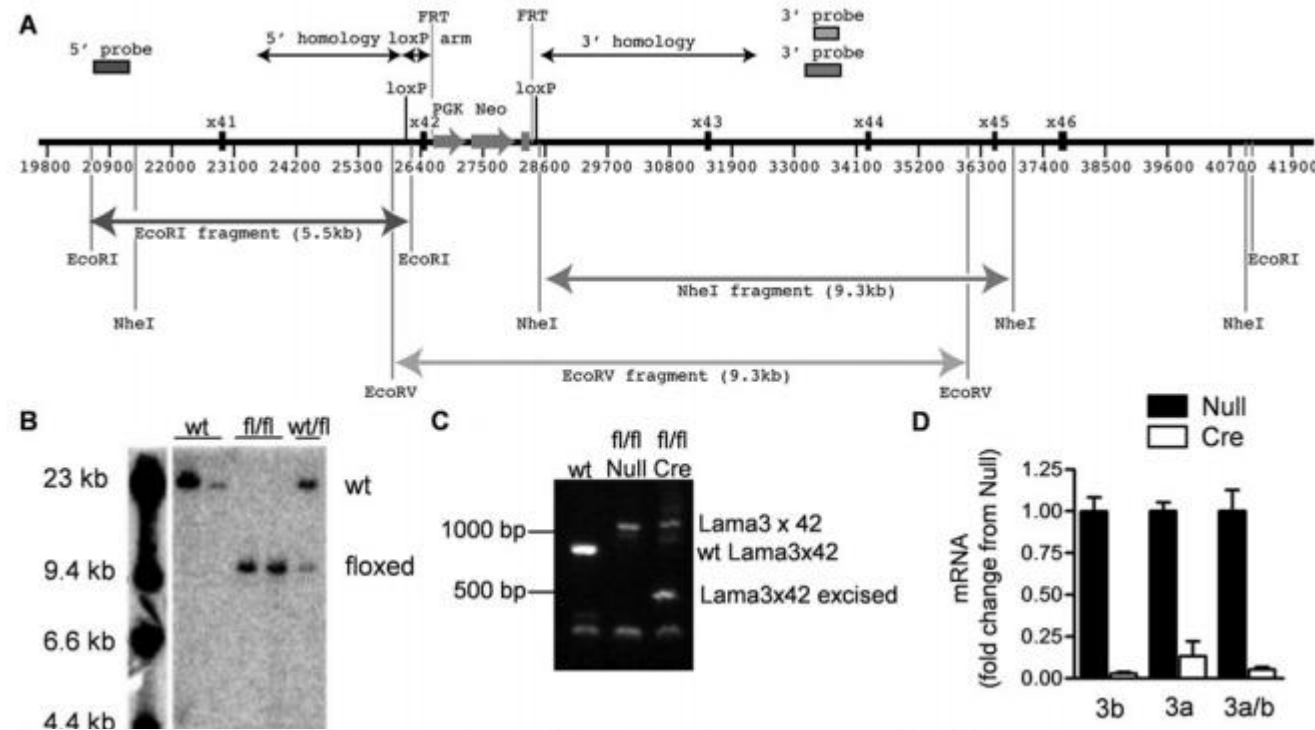 A
FRT FRT 3' probe
5' probe 5' homology loxP arm 3' homology 3' probe
loxP loxP
PGK Neo
x41 x42 x43 x44 x45 x46
19800 20900 22000 23100 24200 25300 26400 27500 28600 29700 30800 31900 33000 34100 35200 36300 37400 38500 39600 40700 41900
EcoRI fragment (5.5kb)
EcoRI EcoRI EcoRI
NheI fragment (9.3kb)
NheI NheI NheI NheI
EcoRV fragment (9.3kb)
EcoRV EcoRV
B
wt fl/fl wt/fl
23 kb wt
9.4 kb floxed
6.6 kb
4.4 kb
C
fl/fl fl/fl
wt Null Cre
1000 bp Lama3 x 42
wt Lama3x42
500 bp Lama3x42 excised
D
Null
Cre
mRNA
(fold change from Null)
1.25
1.00
0.75
0.50
0.25
0.00
3b 3a 3a/b